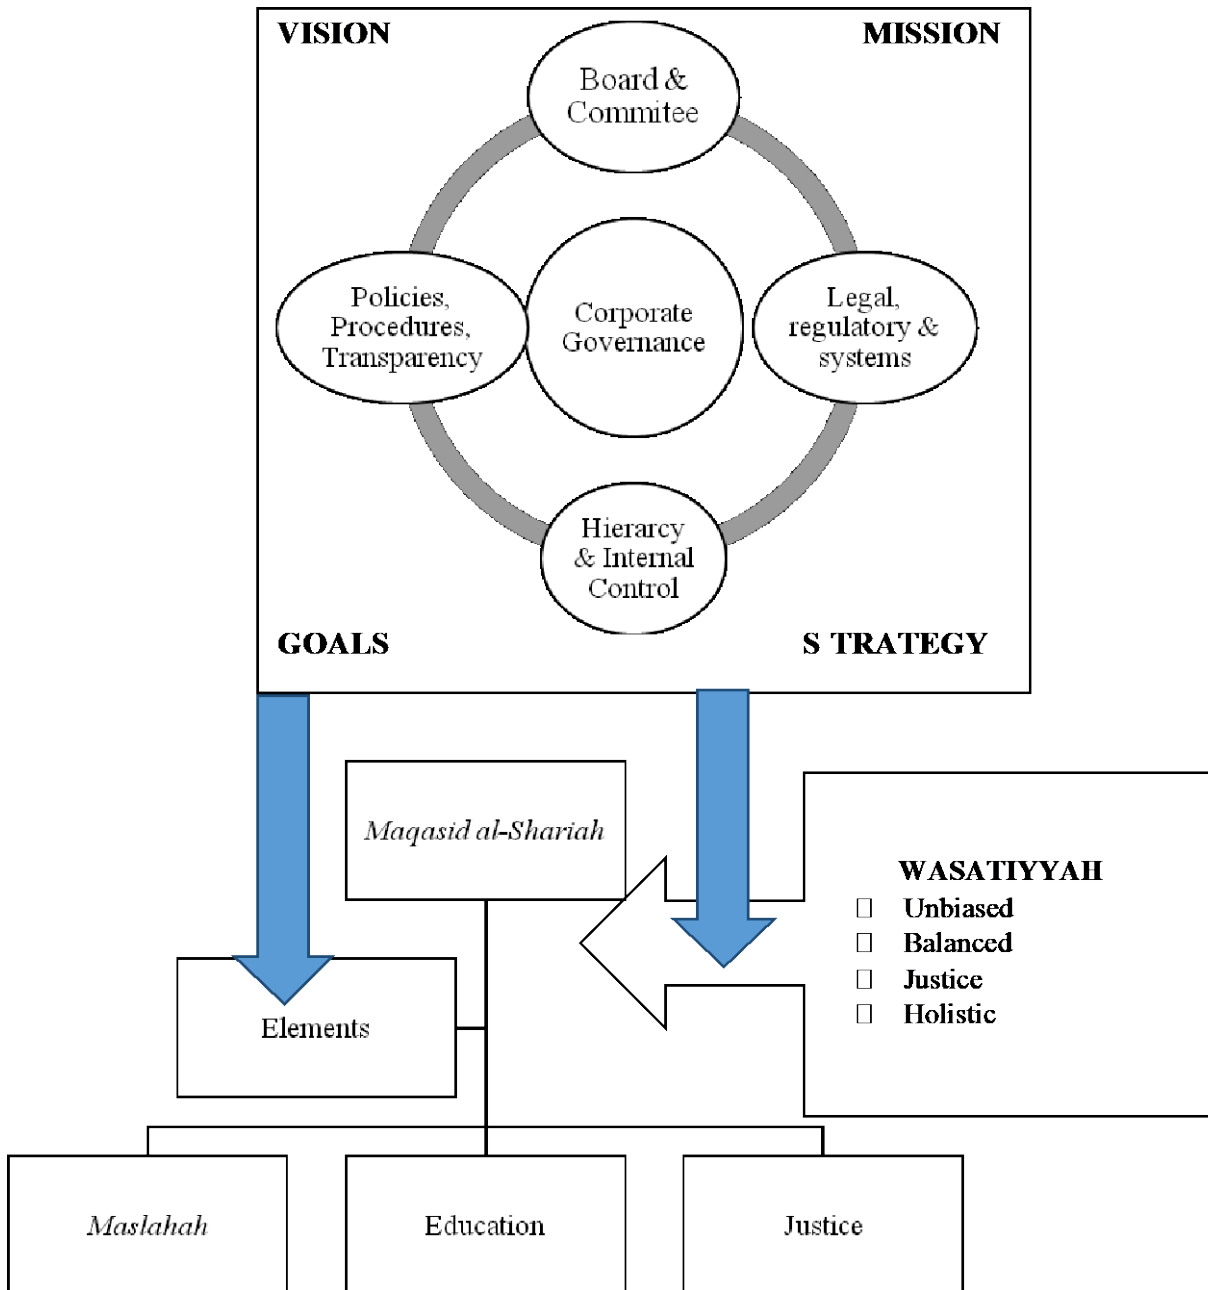 VISION
MISSION
Board &
Commitee
Policies,
Procedures,
Transparency
Corporate
Governance
Legal,
regulatory &
systems
Hierarcy
& Internal
Control
GOALS
S TRATEGY
Maqasid al-Shariah
WASATIYYAH
Unbiased
Balanced
Justice
Holistic
Elements
Maslahah
Education
Justice